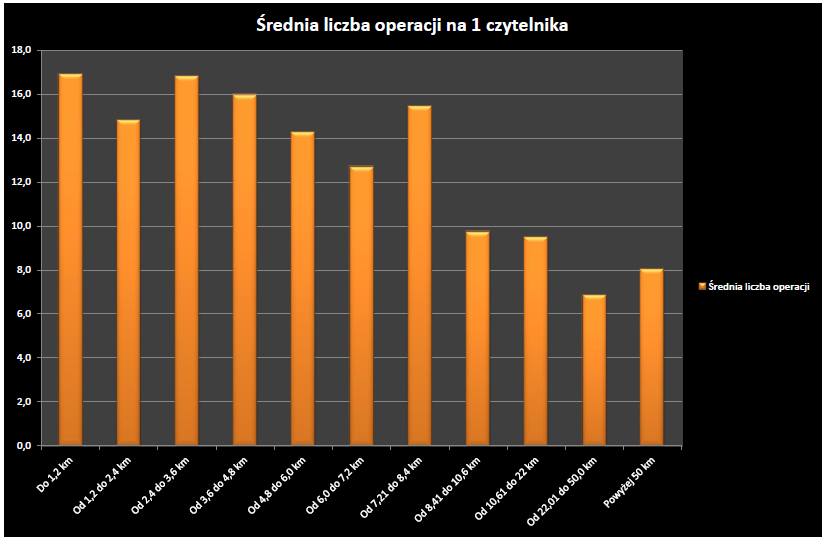 Średnia liczba operacji na 1 czytelnika
18,0
16,0
14,0
12,0
10,0
8,0
6,0
4,0
2,0
0,0
Do 1,2 km
Od 1,2 do 2,4 km
Od 2,4 do 3,6 km
Od 3,6 do 4,8 km
Od 4,8 do 6,0 km
Od 6,0 do 7,2 km
Od 7,21 do 8,4 km
Od 8,41 do 10,6 km
Od 10,61 do 22 km
Od 22,01 do 50,0 km
Powyżej 50 km
Średnia liczba operacji